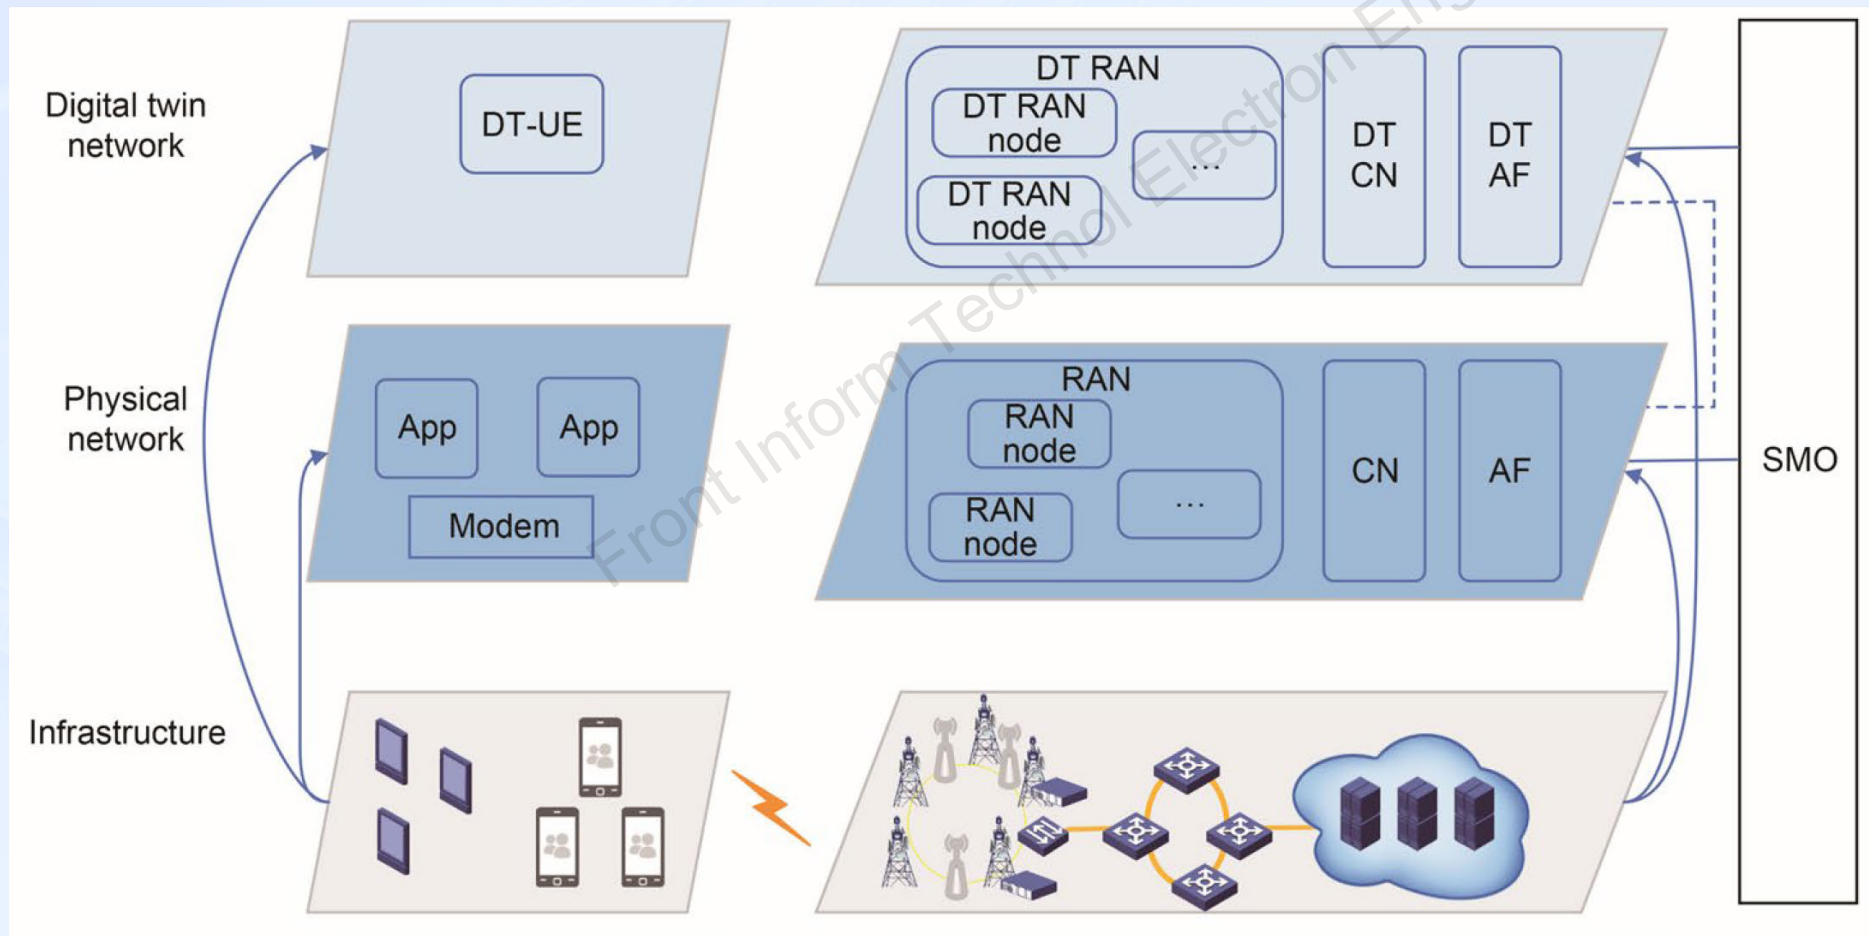 Digital twin
network
DT-UE
DT RAN
DT RAN
node
DT RAN
node
...
DT
CN
DT
AF
Physical
network
App
App
Modem
RAN
RAN
node
RAN
node
...
CN
AF
SMO
Infrastructure
Front Inform Technol Electron Eng